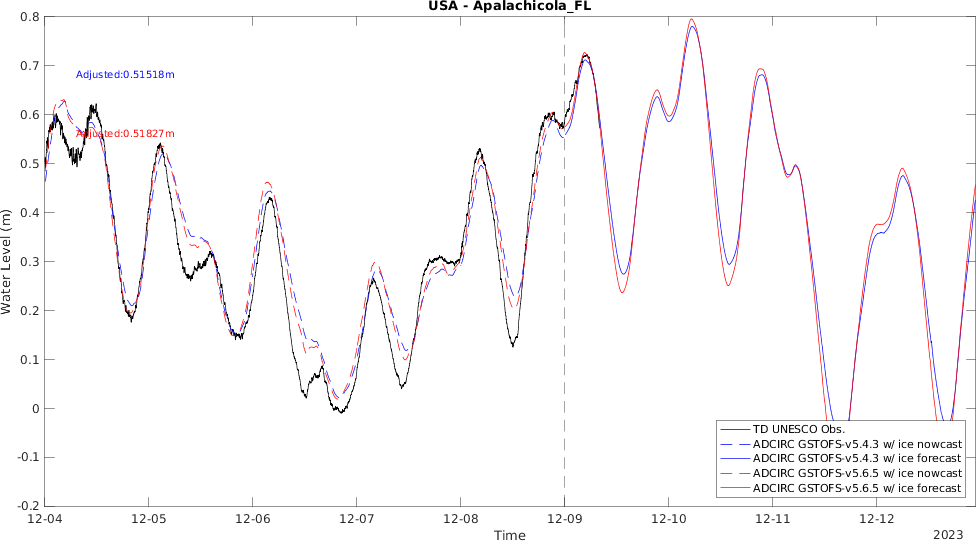 USA - Apalachicola_FL
0.8
0.7
0.6
0.5
0.4
0.3
0.2
0.1
0
-0.1
-0.2
Water Level (m)
Adjusted:0.51518m
Adjusted:0.51827m
TD UNESCO Obs.
ADCIRC GSTOFS-v5.4.3 w/ ice nowcast
ADCIRC GSTOFS-v5.4.3 w/ ice forecast
ADCIRC GSTOFS-v5.6.5 w/ ice nowcast
ADCIRC GSTOFS-v5.6.5 w/ ice forecast
12-04 12-05 12-06 12-07 12-08 12-09 12-10 12-11 12-12
Time
2023